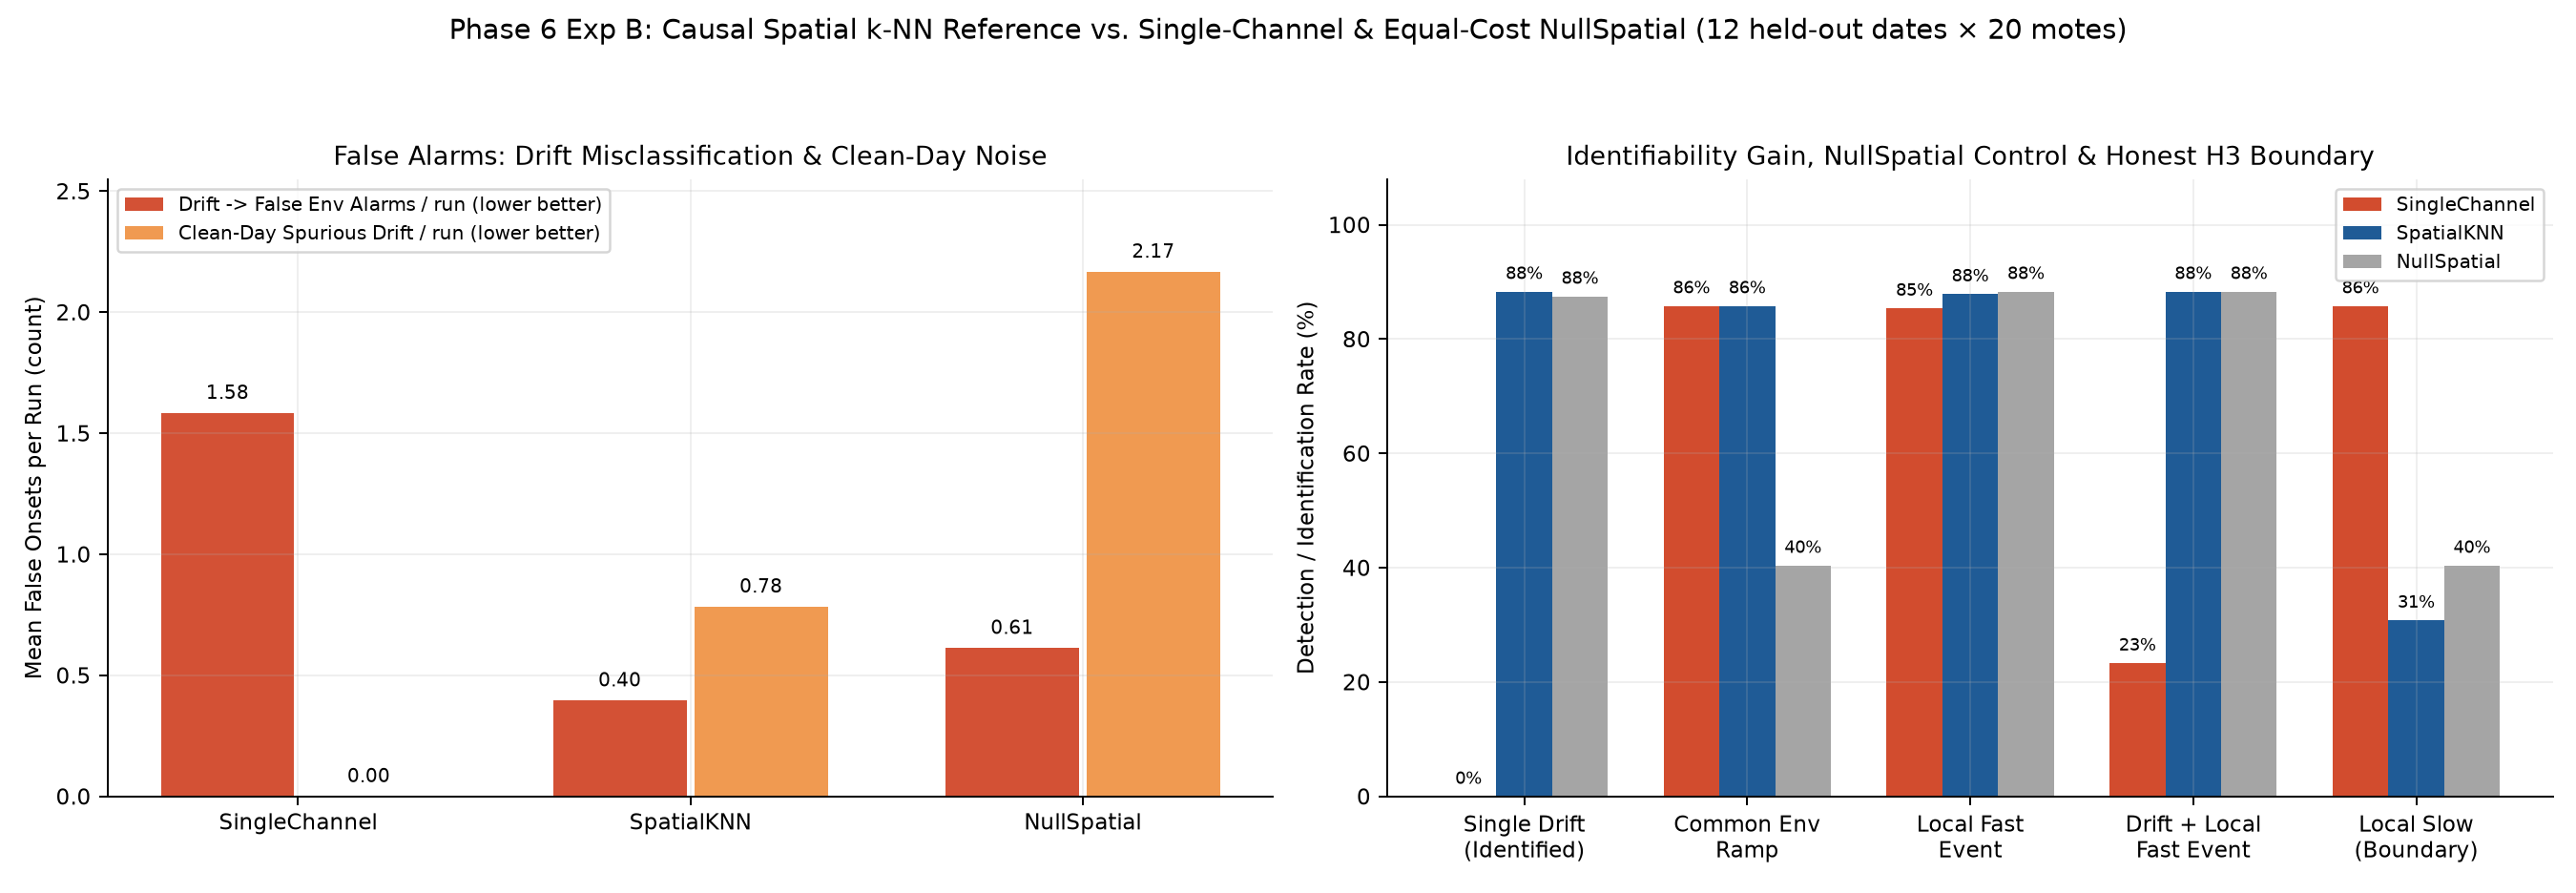 Phase 6 Exp B: Causal Spatial k-NN Reference vs. Single-Channel & Equal-Cost NullSpatial (12 held-out dates × 20 motes)
False Alarms: Drift Misclassification & Clean-Day Noise
Mean False Onsets per Run (count)
2.5
2.0
1.5
1.0
0.5
0.0
Drift -> False Env Alarms / run (lower better)
Clean-Day Spurious Drift / run (lower better)
1.58
0.00
0.40
0.78
0.61
2.17
SingleChannel
SpatialKNN
NullSpatial
Identifiability Gain, NullSpatial Control & Honest H3 Boundary
Detection / Identification Rate (%)
100
80
60
40
20
0
SingleChannel
SpatialKNN
NullSpatial
0%
88%
88%
86%
86%
40%
85%
88%
88%
23%
88%
88%
86%
31%
40%
Single Drift
(Identified)
Common Env
Ramp
Local Fast
Event
Drift + Local
Fast Event
Local Slow
(Boundary)